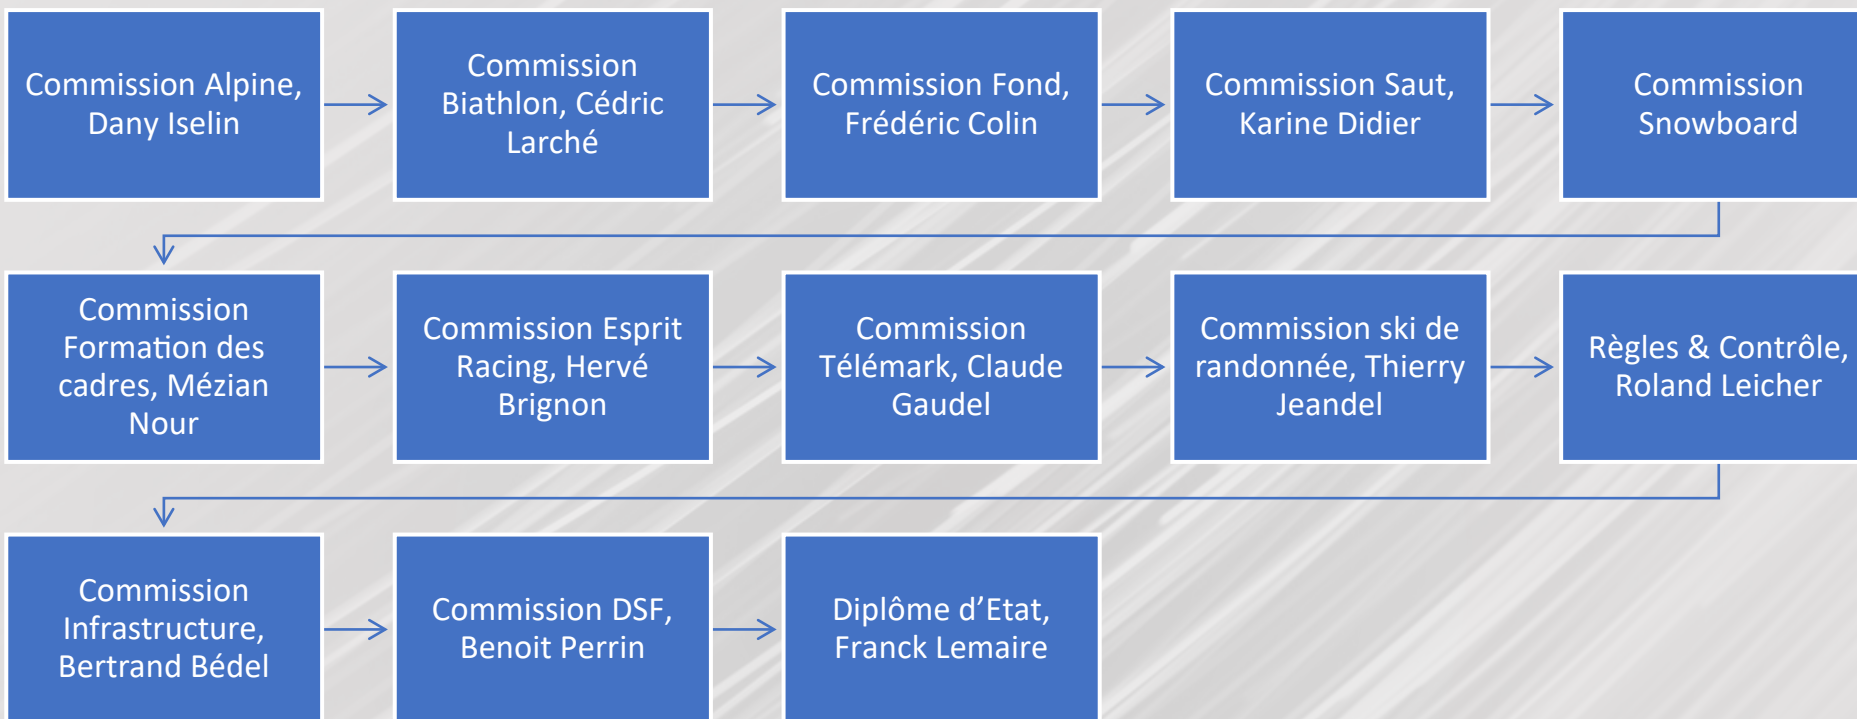 Commission Alpine,
Dany Iselin
Commission
Biathlon, Cédric
Larché
Commission Fond,
Frédéric Colin
Commission Saut,
Karine Didier
Commission
Snowboard
Commission
Formation des
cadres, Mézian
Nour
Commission Esprit
Racing, Hervé
Brignon
Commission
Télémark, Claude
Gaudel
Commission ski de
randonnée, Thierry
Jeandel
Règles & Contrôle,
Roland Leicher
Commission
Infrastructure,
Bertrand Bédel
Commission DSF,
Benoit Perrin
Diplôme d’Etat,
Franck Lemaire